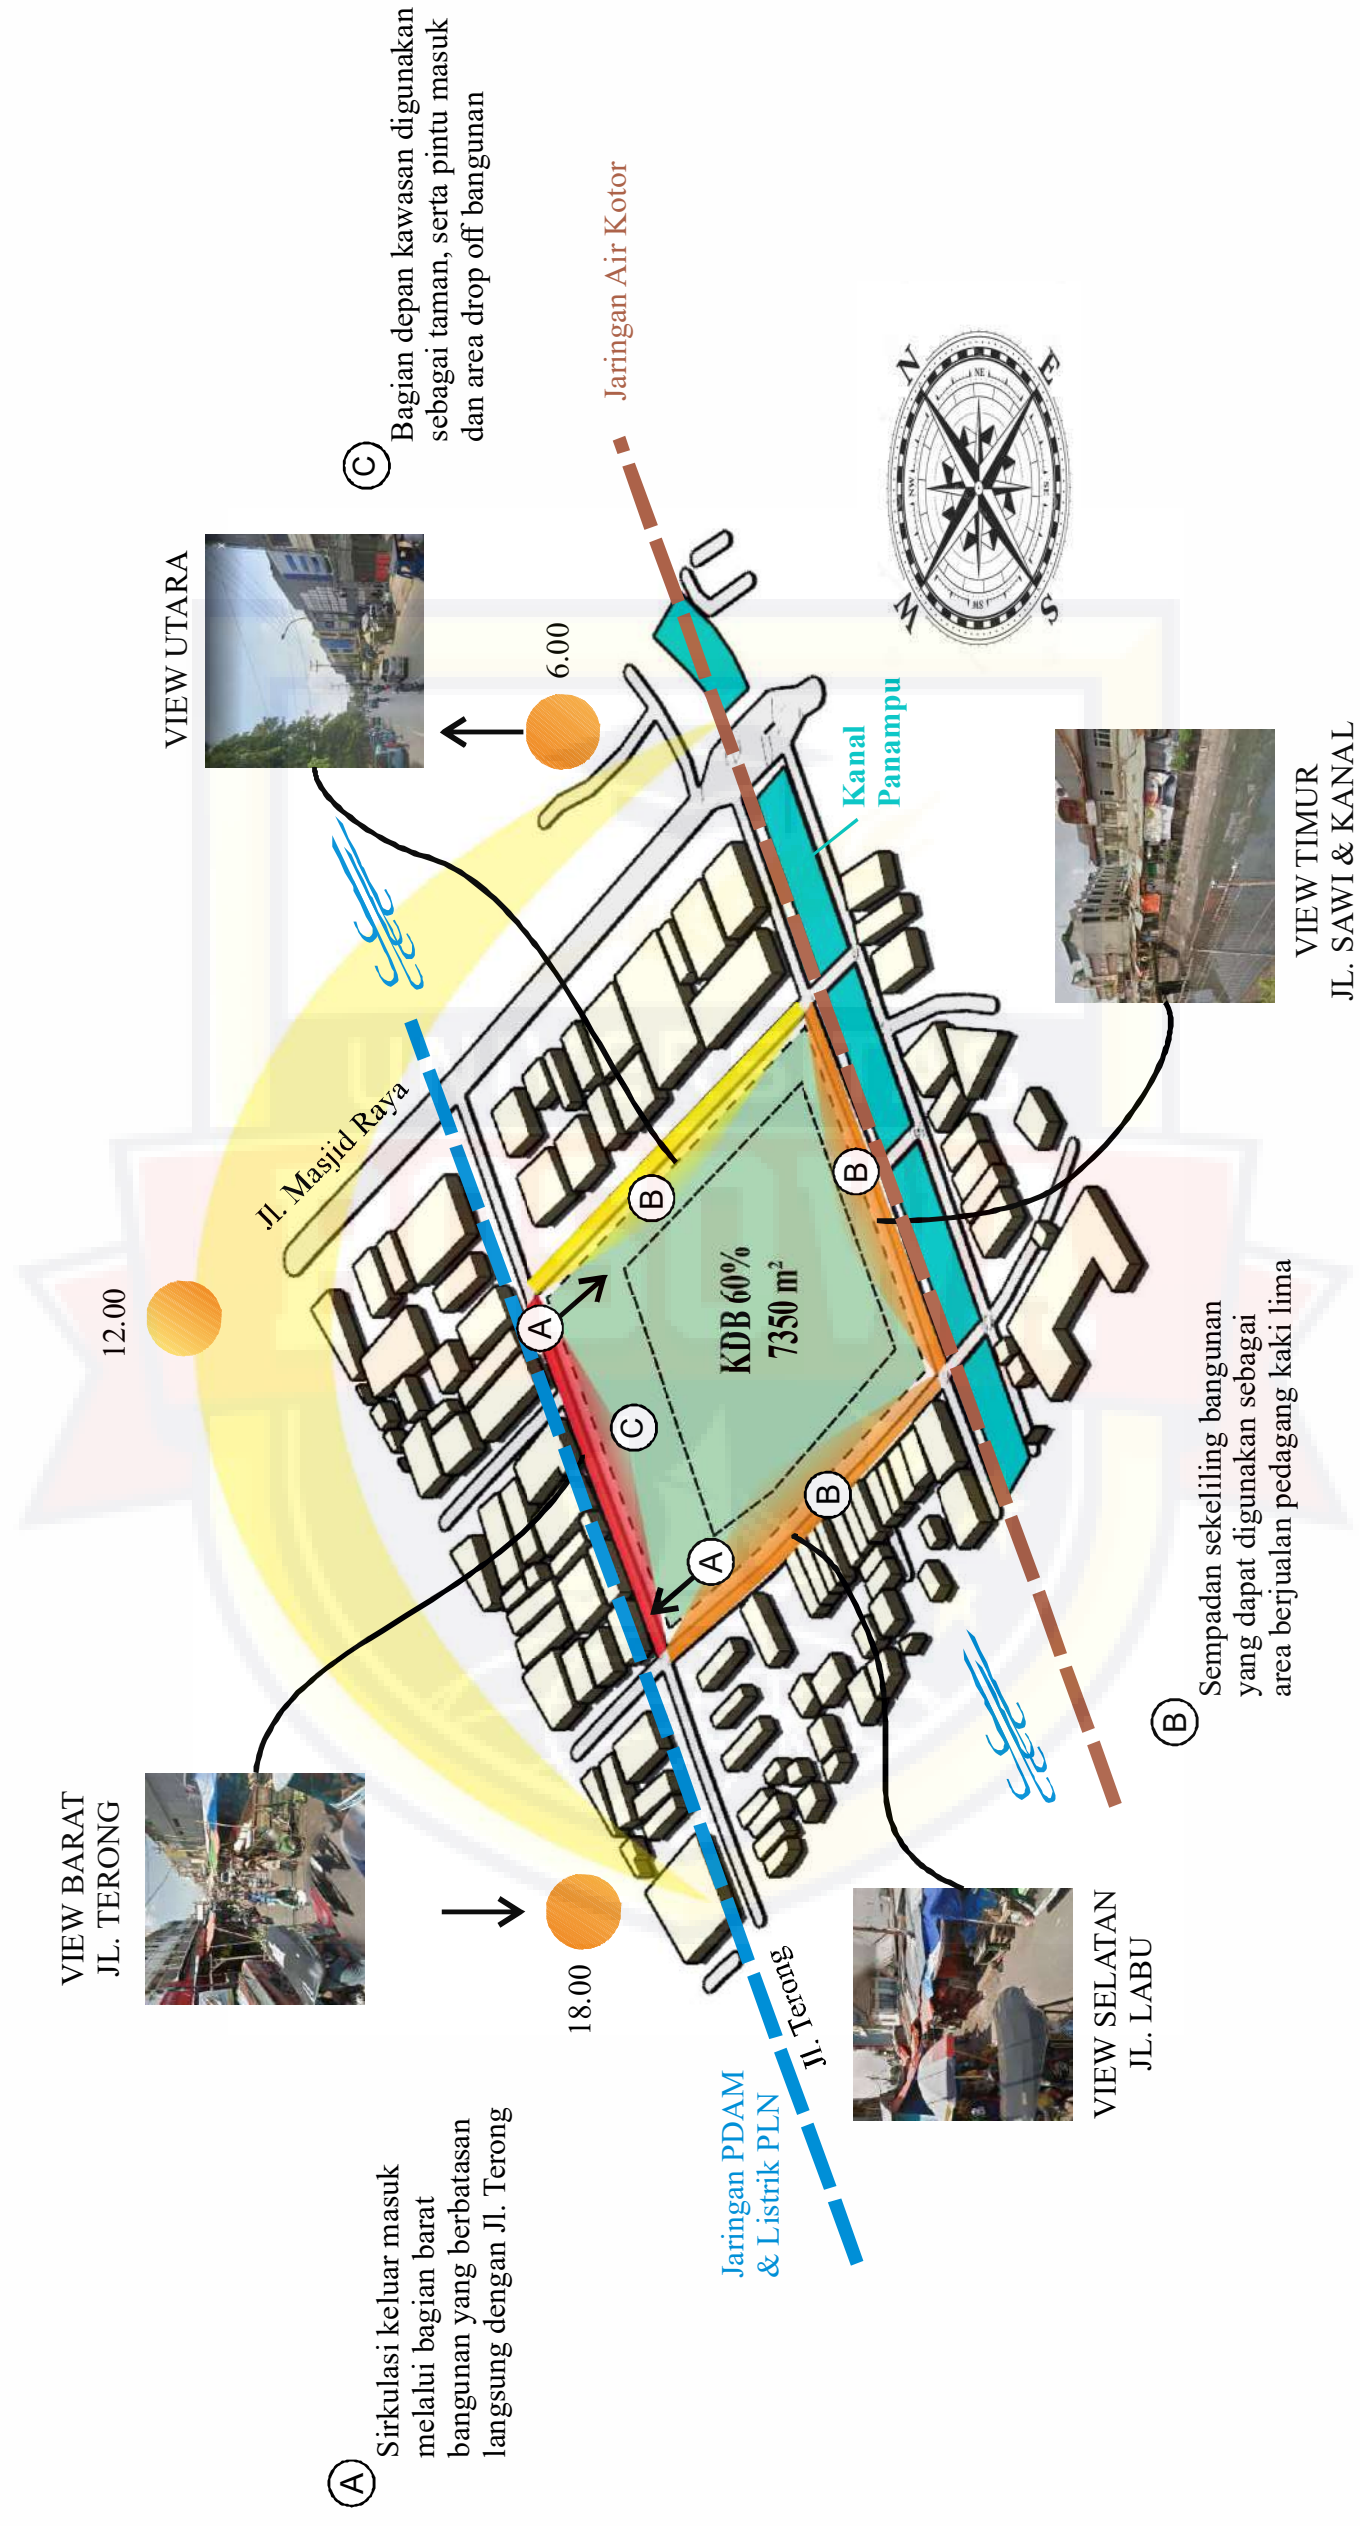 VIEW BARAT
JL. TERONG
12.00
VIEW UTARA
Ⓐ
Sirkulasi keluar masuk
melalui bagian barat
bangunan yang berbatasan
langsung dengan Jl. Terong
Ⓒ
Bagian depan kawasan digunakan
sebagai taman, serta pintu masuk
dan area drop off bangunan
Jl. Masjid Raya
18.00
6.00
Jaringan Air Kotor
A
B
C
A
KDB 60%
7350 m²
B
B
Jaringan PDAM
& Listrik PLN
Jl. Terong
Kanal
Panampu
W
N
S
E
NW
NE
SW
SE
VIEW SELATAN
JL. LABU
Ⓑ
Sempadan sekeliling bangunan
yang dapat digunakan sebagai
area berjualan pedagang kaki lima
VIEW TIMUR
JL. SAWI & KANAL